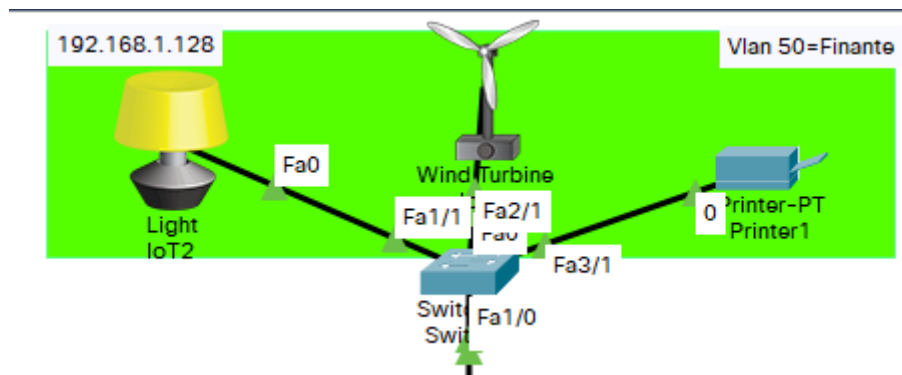 192.168.1.128
Vlan 50=Finante
Fa0
Wind Turbine
Fa1/1
Fa2/1
Fa0
0
Printer-PT
Printer1
Light
IoT2
Fa3/1
Fa1/0